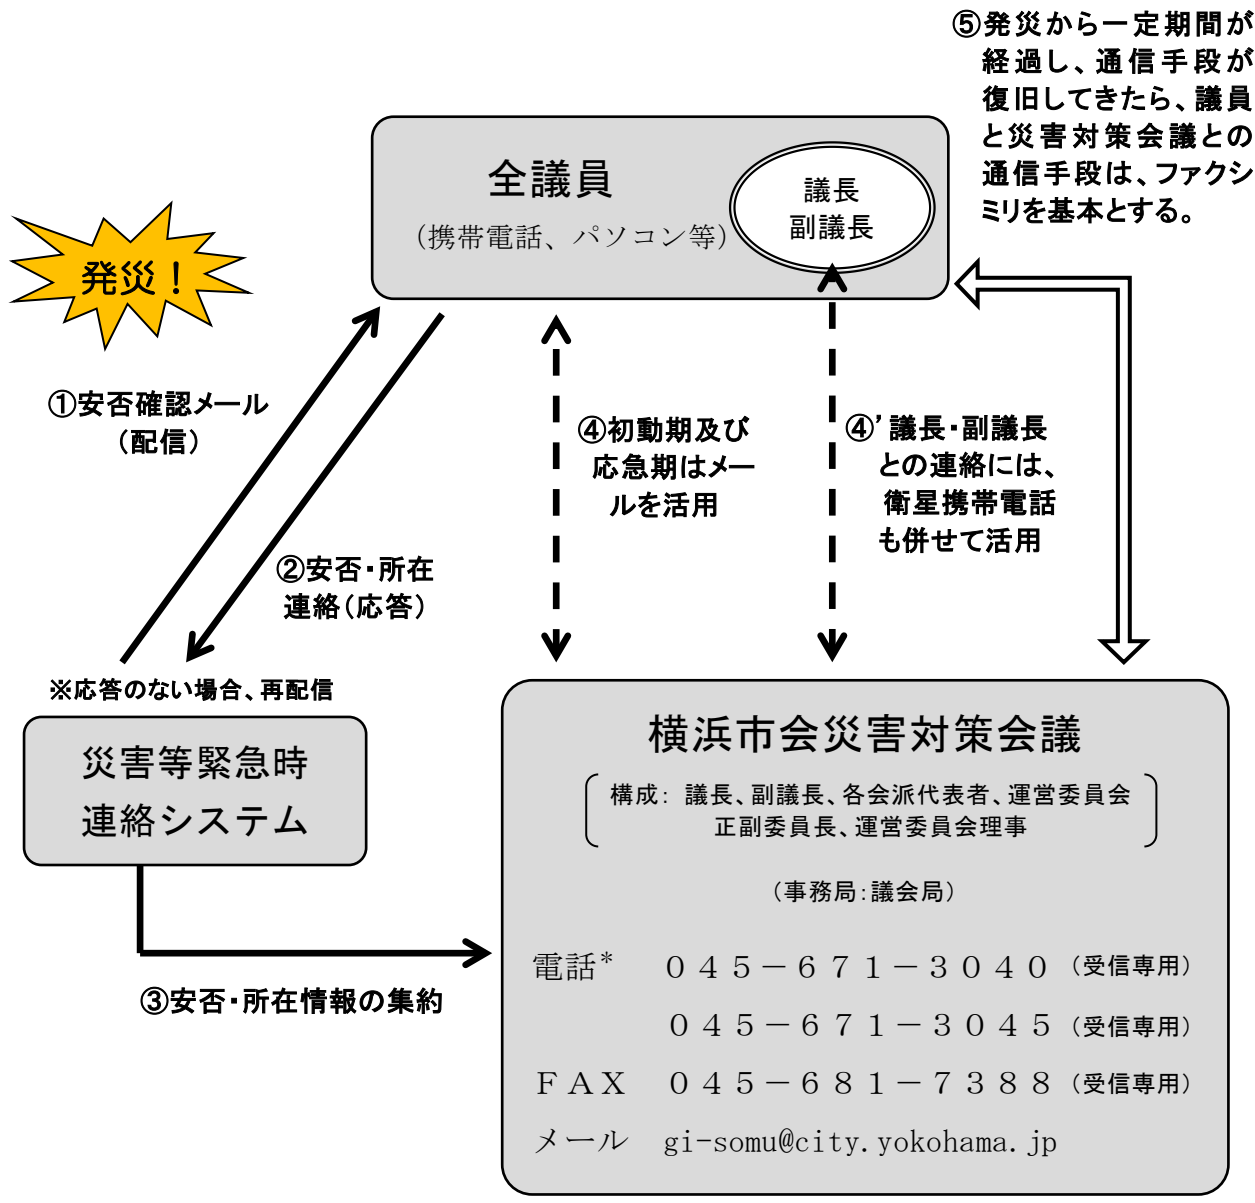 ⑤発災から一定期間が
経過し、通信手段が
復旧してきたら、議員
と災害対策会議との
通信手段は、ファクシ
ミリを基本とする。
全議員
（携帯電話、パソコン等）
議長
副議長
発災！
①安否確認メール
（配信）
②安否・所在
連絡（応答）
④初動期及び
応急期はメー
ルを活用
④’議長・副議長
との連絡には、
衛星携帯電話
も併せて活用
※応答のない場合、再配信
災害等緊急時
連絡システム
③安否・所在情報の集約
横浜市会災害対策会議
構成：議長、副議長、各会派代表者、運営委員会
正副委員長、運営委員会理事
（事務局：議会局）
電話* ０４５－６７１－３０４０（受信専用）
０４５－６７１－３０４５（受信専用）
ＦＡＸ ０４５－６８１－７３８８（受信専用）
メール gi-somu@city.yokohama.jp